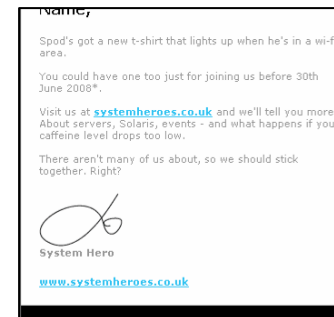 Name,
Spod's got a new t-shirt that lights up when he's in a wi-f
area.
You could have one too just for joining us before 30th
June 2008*.
Visit us at systemheroes.co.uk and we'll tell you more
About servers, Solaris, events - and what happens if you
caffeine level drops too low.
There aren't many of us about, so we should stick
together. Right?
System Hero
www.systemheroes.co.uk